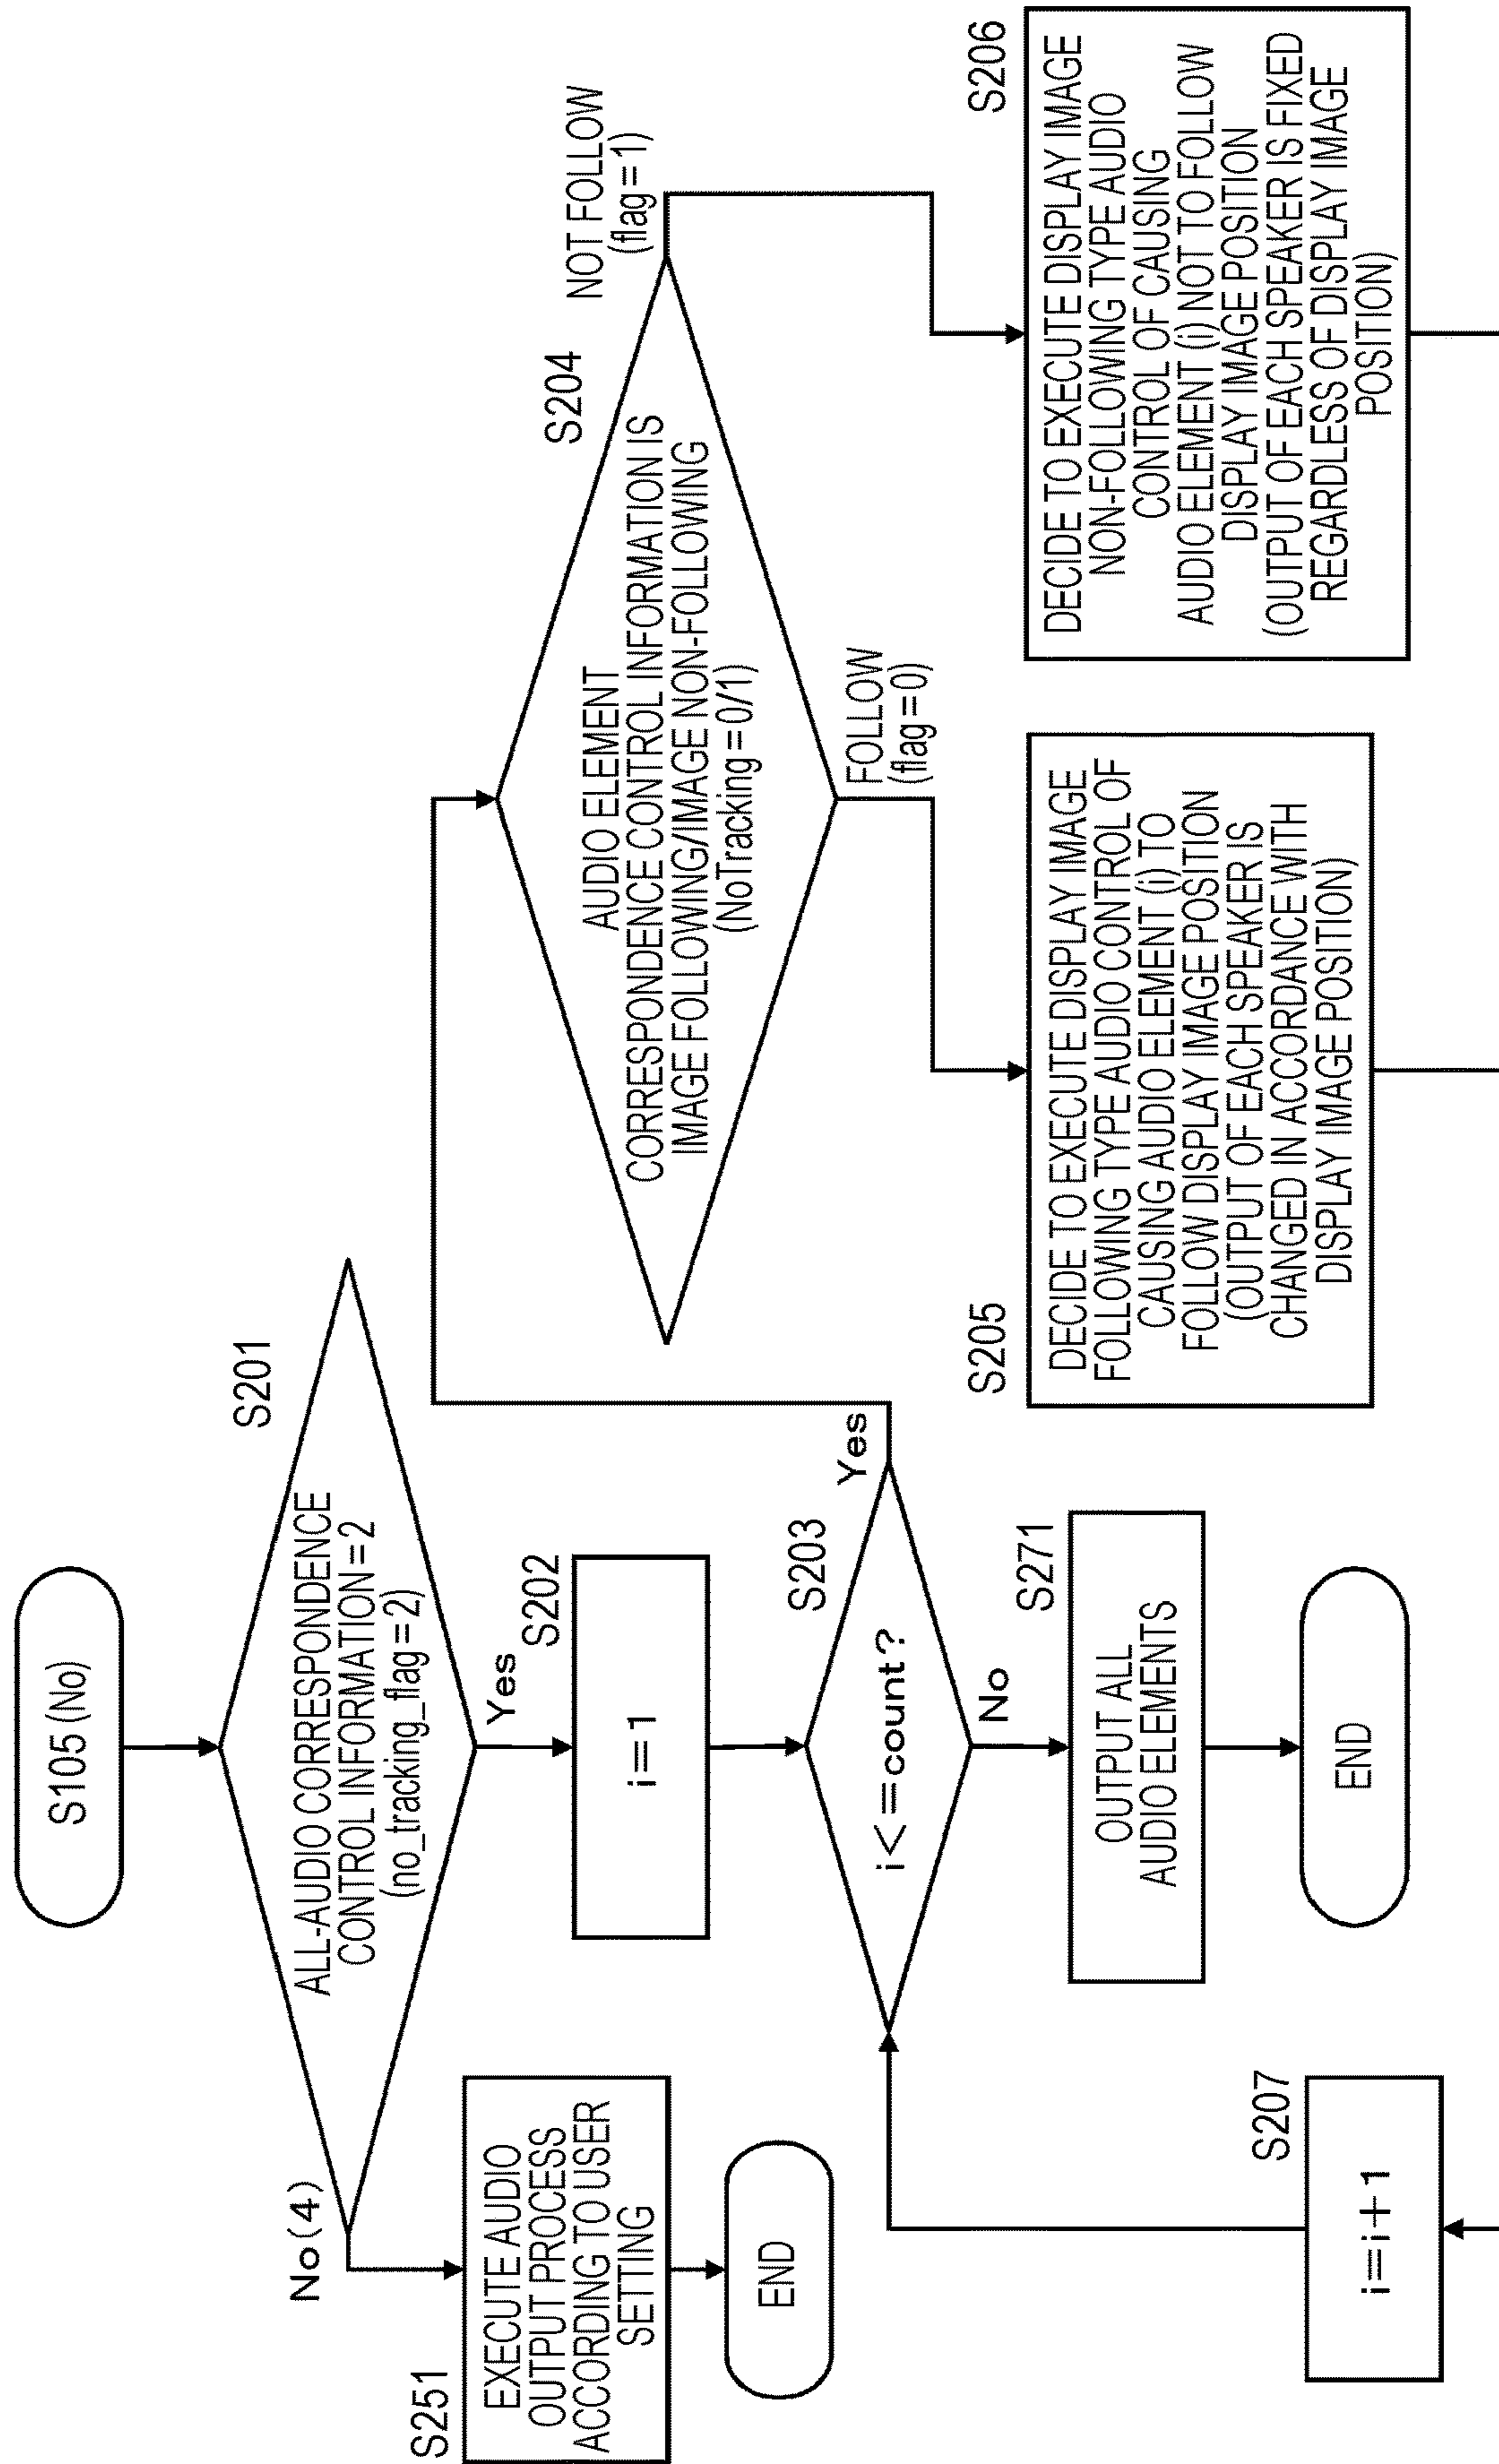 S105 (No)
S201
ALL-AUDIO CORRESPONDENCE
CONTROL INFORMATION = 2
(no_tracking_flag = 2)
No(4)
Yes
S251
EXECUTE AUDIO
OUTPUT PROCESS
ACCORDING TO USER
SETTING
END
S202
i=1
S203
i<=count?
Yes
No
S271
OUTPUT ALL
AUDIO ELEMENTS
END
S207
i=i+1
S204
AUDIO ELEMENT
CORRESPONDENCE CONTROL INFORMATION IS
IMAGE FOLLOWING/IMAGE NON-FOLLOWING
(NoTracking = 0/1)
NOT FOLLOW
(flag = 1)
FOLLOW
(flag = 0)
S205
DECIDE TO EXECUTE DISPLAY IMAGE
FOLLOWING TYPE AUDIO CONTROL OF
CAUSING AUDIO ELEMENT (i) TO
FOLLOW DISPLAY IMAGE POSITION
(OUTPUT OF EACH SPEAKER IS
CHANGED IN ACCORDANCE WITH
DISPLAY IMAGE POSITION)
S206
DECIDE TO EXECUTE DISPLAY IMAGE
NON-FOLLOWING TYPE AUDIO
CONTROL OF CAUSING
AUDIO ELEMENT (i) NOT TO FOLLOW
DISPLAY IMAGE POSITION
(OUTPUT OF EACH SPEAKER IS FIXED
REGARDLESS OF DISPLAY IMAGE
POSITION)